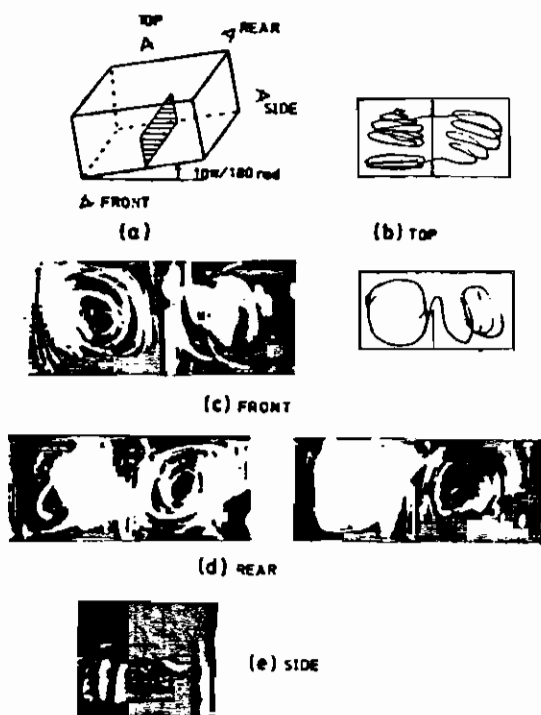 TOP
REAR
SIDE
10π/180 rad
FRONT
(a)
(b) TOP
(c) FRONT
(d) REAR
(e) SIDE